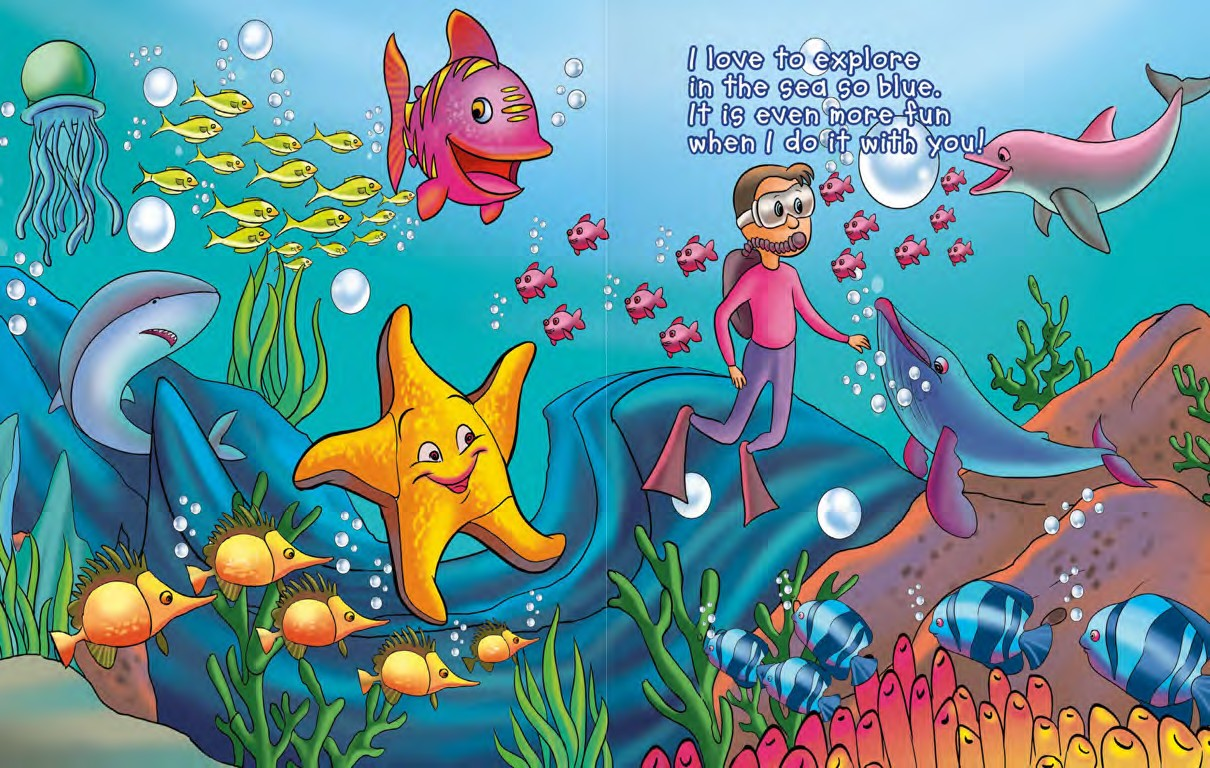 I love to explore
in the sea so blue.
It is even more fun
when I do it with you!